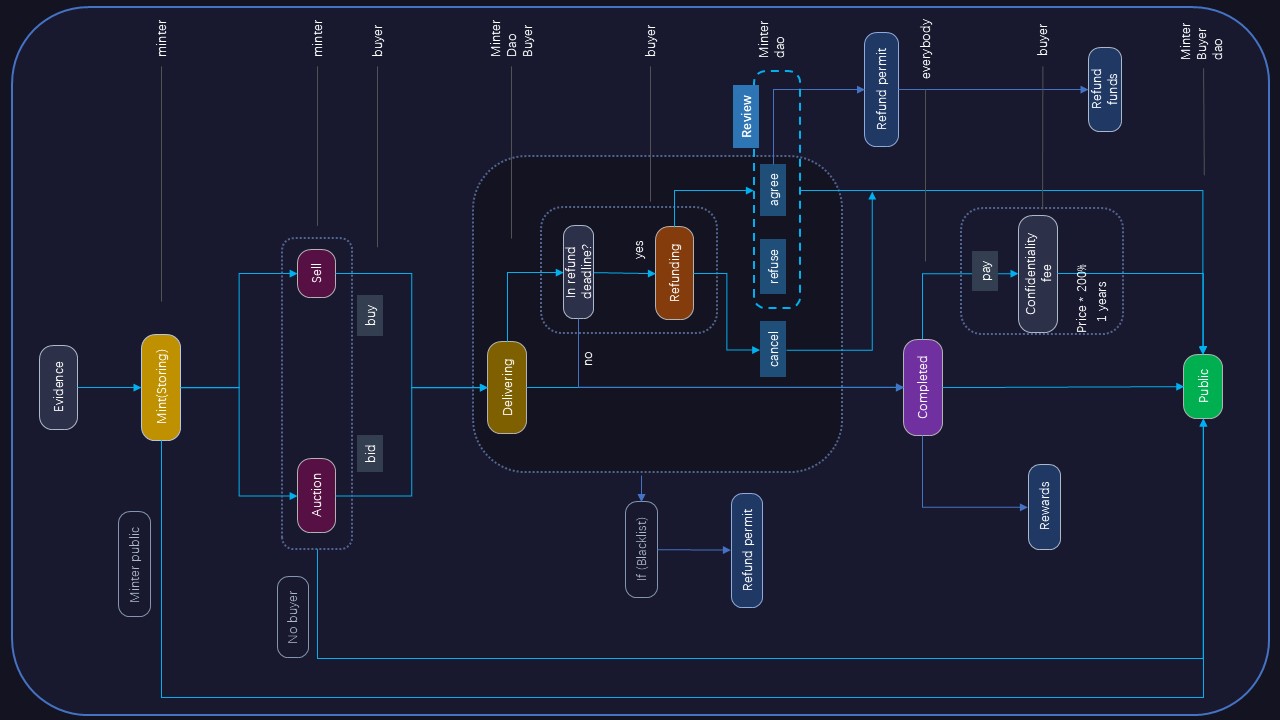 Evidence
Minter public
Mint(Storing)
minter
No buyer
Auction
Sell
minter
bid
buy
buyer
Delivering
Minter
Dao
Buyer
In refund
deadline?
no
If (Blacklist)
yes
buyer
Refunding
Refund permit
Review
cancel
refuse
agree
Minter
dao
Refund permit
Completed
everybody
pay
Rewards
Confidentiality
fee
buyer
Price * 200%
1 years
Refund
funds
Public
Minter
Buyer
dao